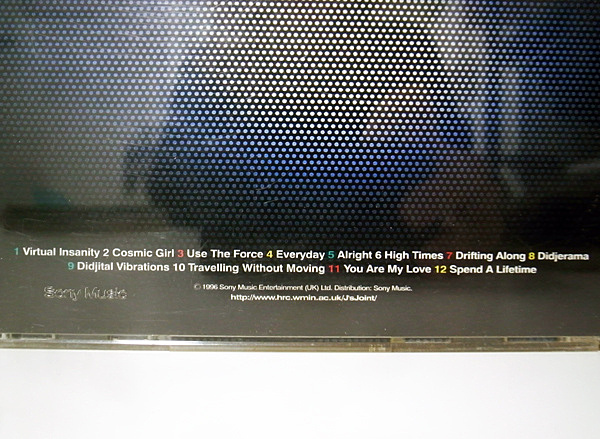 1 Virtual Insanity 2 Cosmic Girl 3 Use The Force 4 Everyday 5 Alright 6 High Times 7 Drifting Along 8 Didjerama
9 Didjital Vibrations 10 Travelling Without Moving 11 You Are My Love 12 Spend A Lifetime
Sony Music
© 1996 Sony Music Entertainment (UK) Ltd. Distribution: Sony Music.
http://www.hrc.wmin.ac.uk/J'sJoint/